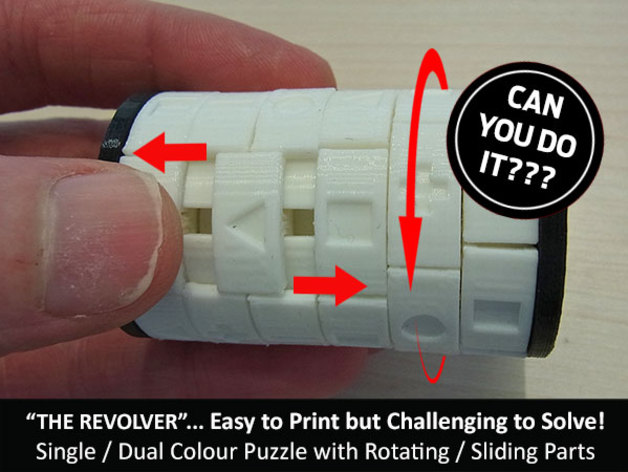 CAN
YOU DO
IT???
“THE REVOLVER”... Easy to Print but Challenging to Solve!
Single / Dual Colour Puzzle with Rotating / Sliding Parts